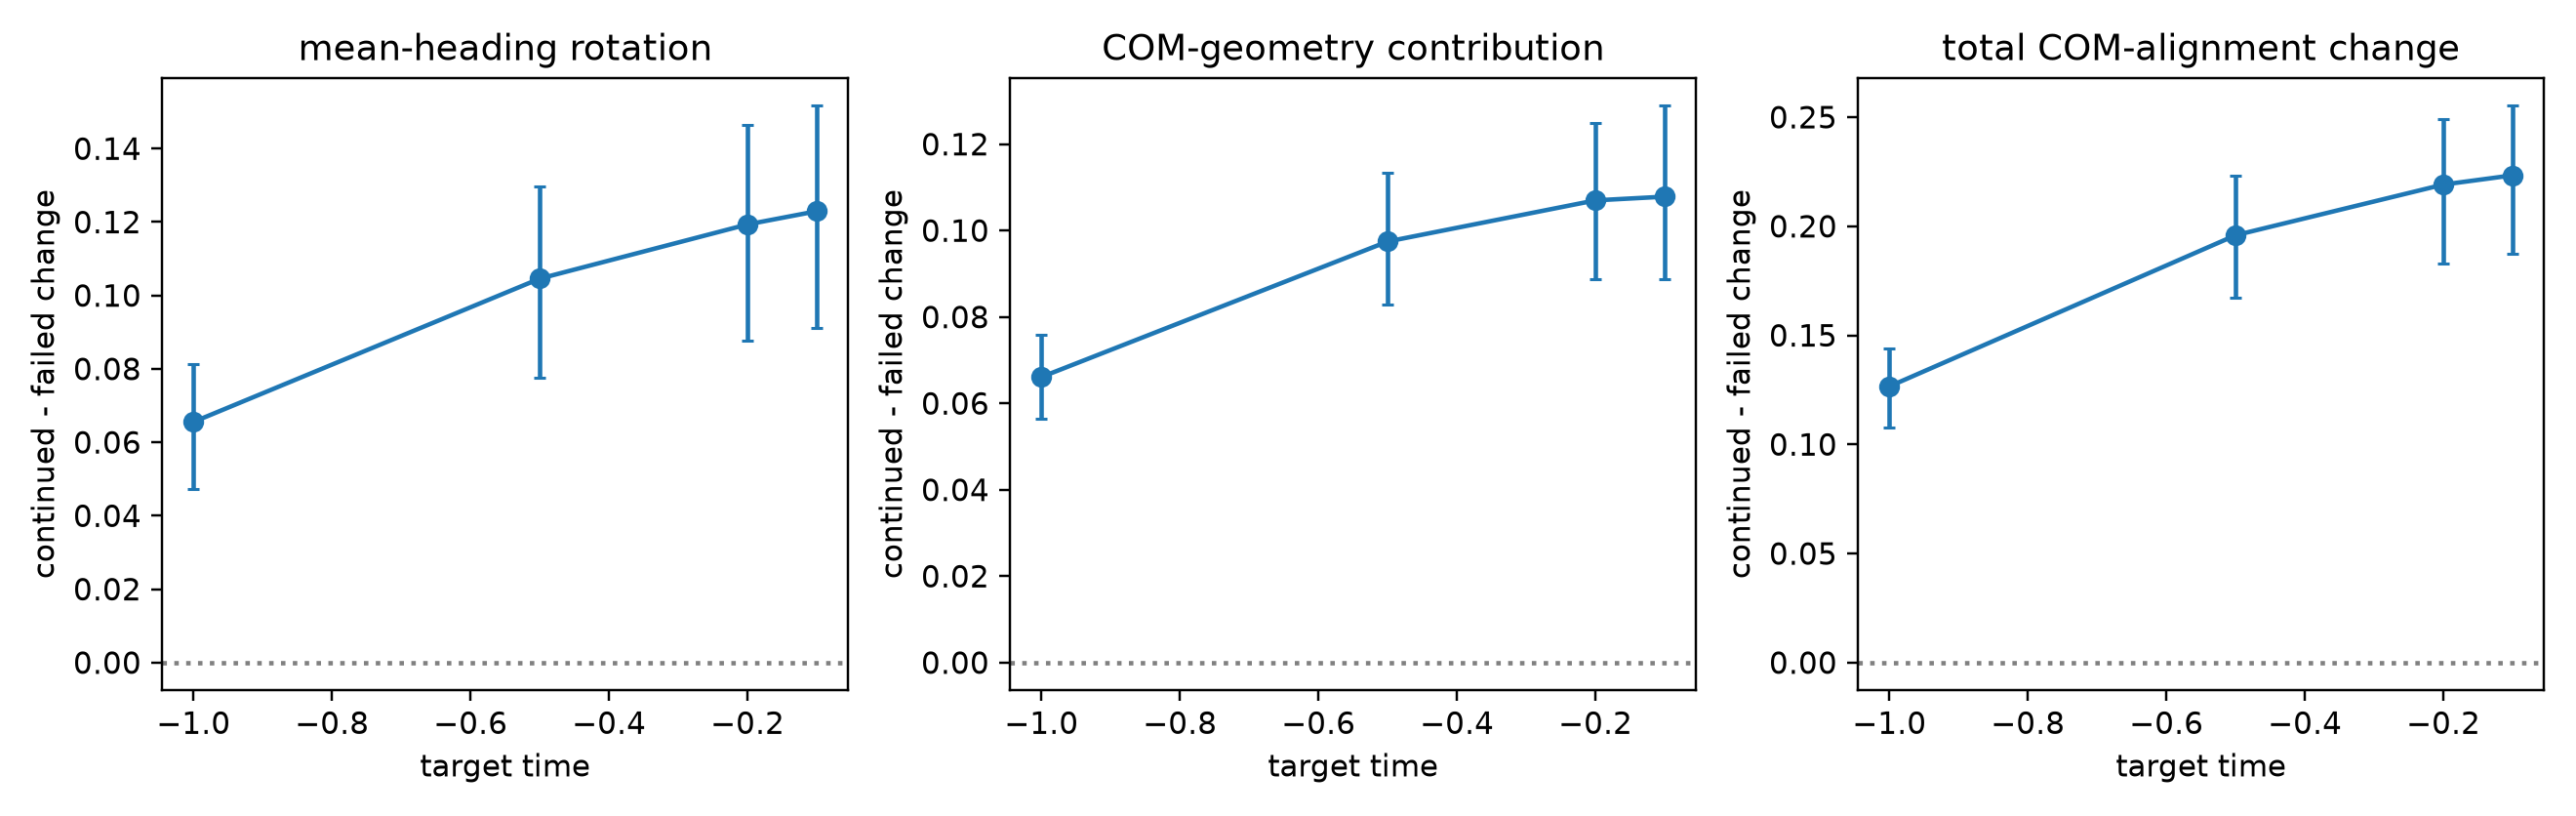 mean-heading rotation
continued - failed change
0.14
0.12
0.10
0.08
0.06
0.04
0.02
0.00
−1.0 −0.8 −0.6 −0.4 −0.2
target time
COM-geometry contribution
continued - failed change
0.12
0.10
0.08
0.06
0.04
0.02
0.00
−1.0 −0.8 −0.6 −0.4 −0.2
target time
total COM-alignment change
continued - failed change
0.25
0.20
0.15
0.10
0.05
0.00
−1.0 −0.8 −0.6 −0.4 −0.2
target time